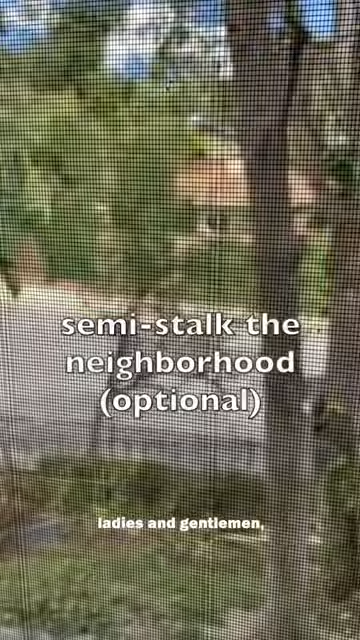 semi-stalk the
neighborhood
(optional)
ladies and gentlemen,